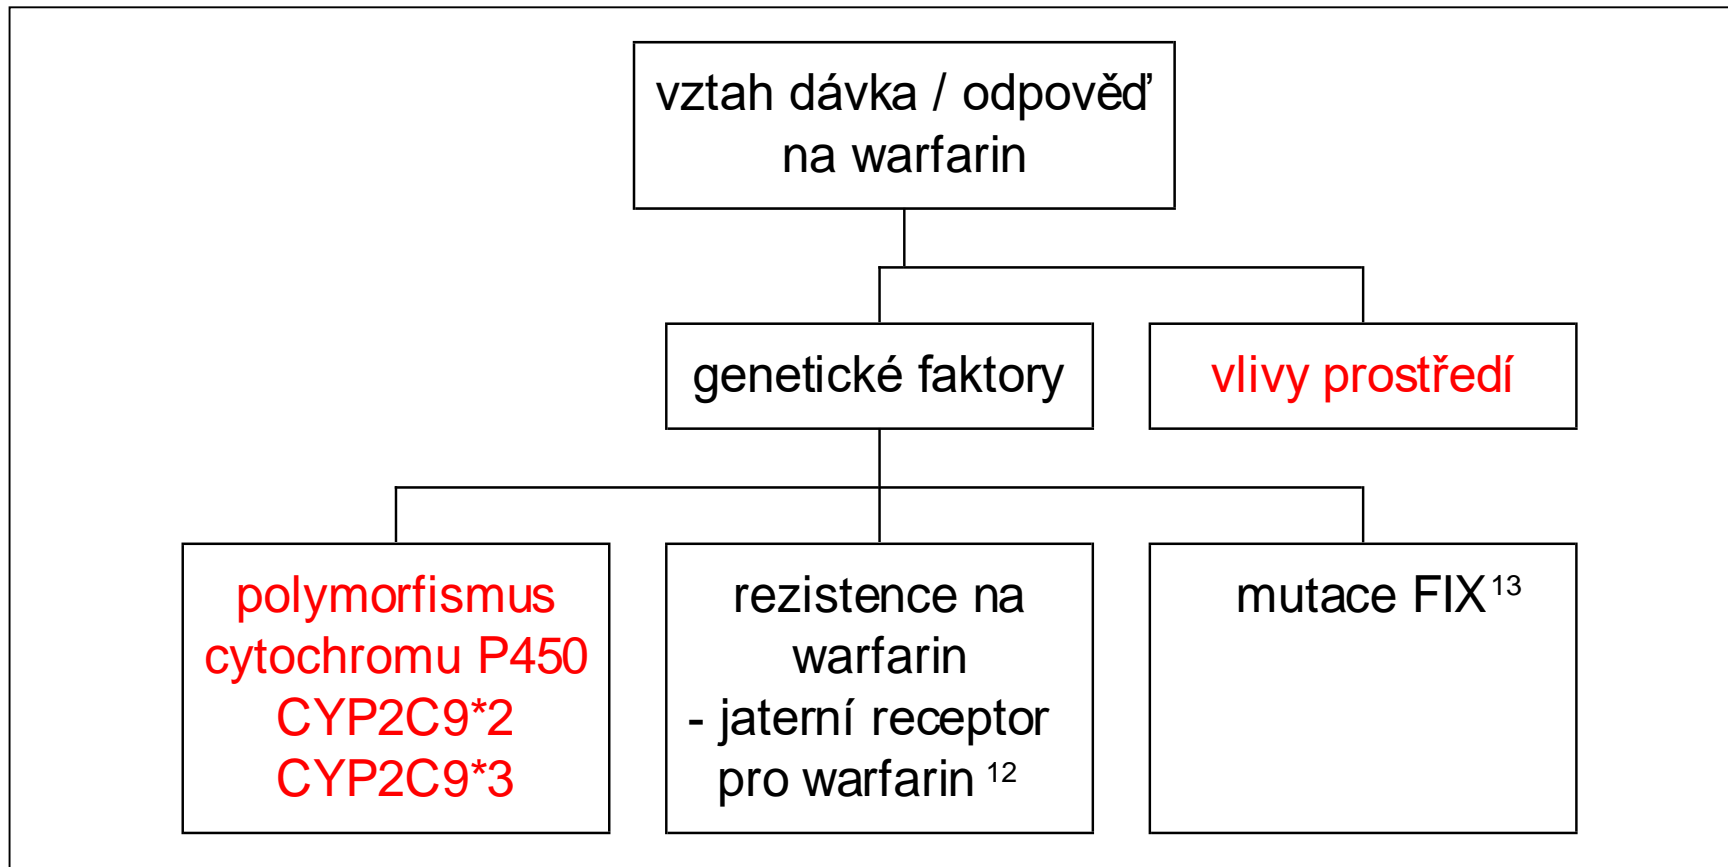 vztah dávka / odpověď
na warfarin
genetické faktory
vlivy prostředí
polymorfismus
cytochromu P450
CYP2C9*2
CYP2C9*3
rezistence na
warfarin
- jaterní receptor
pro warfarin 12
mutace FIX13